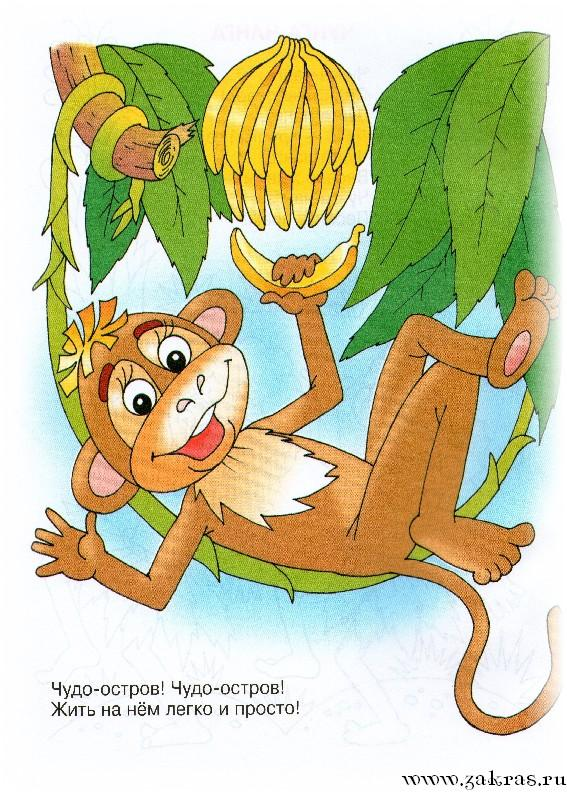 Чудо-остров! Чудо-остров!
Жить на нём легко и просто!
www.zakras.ru